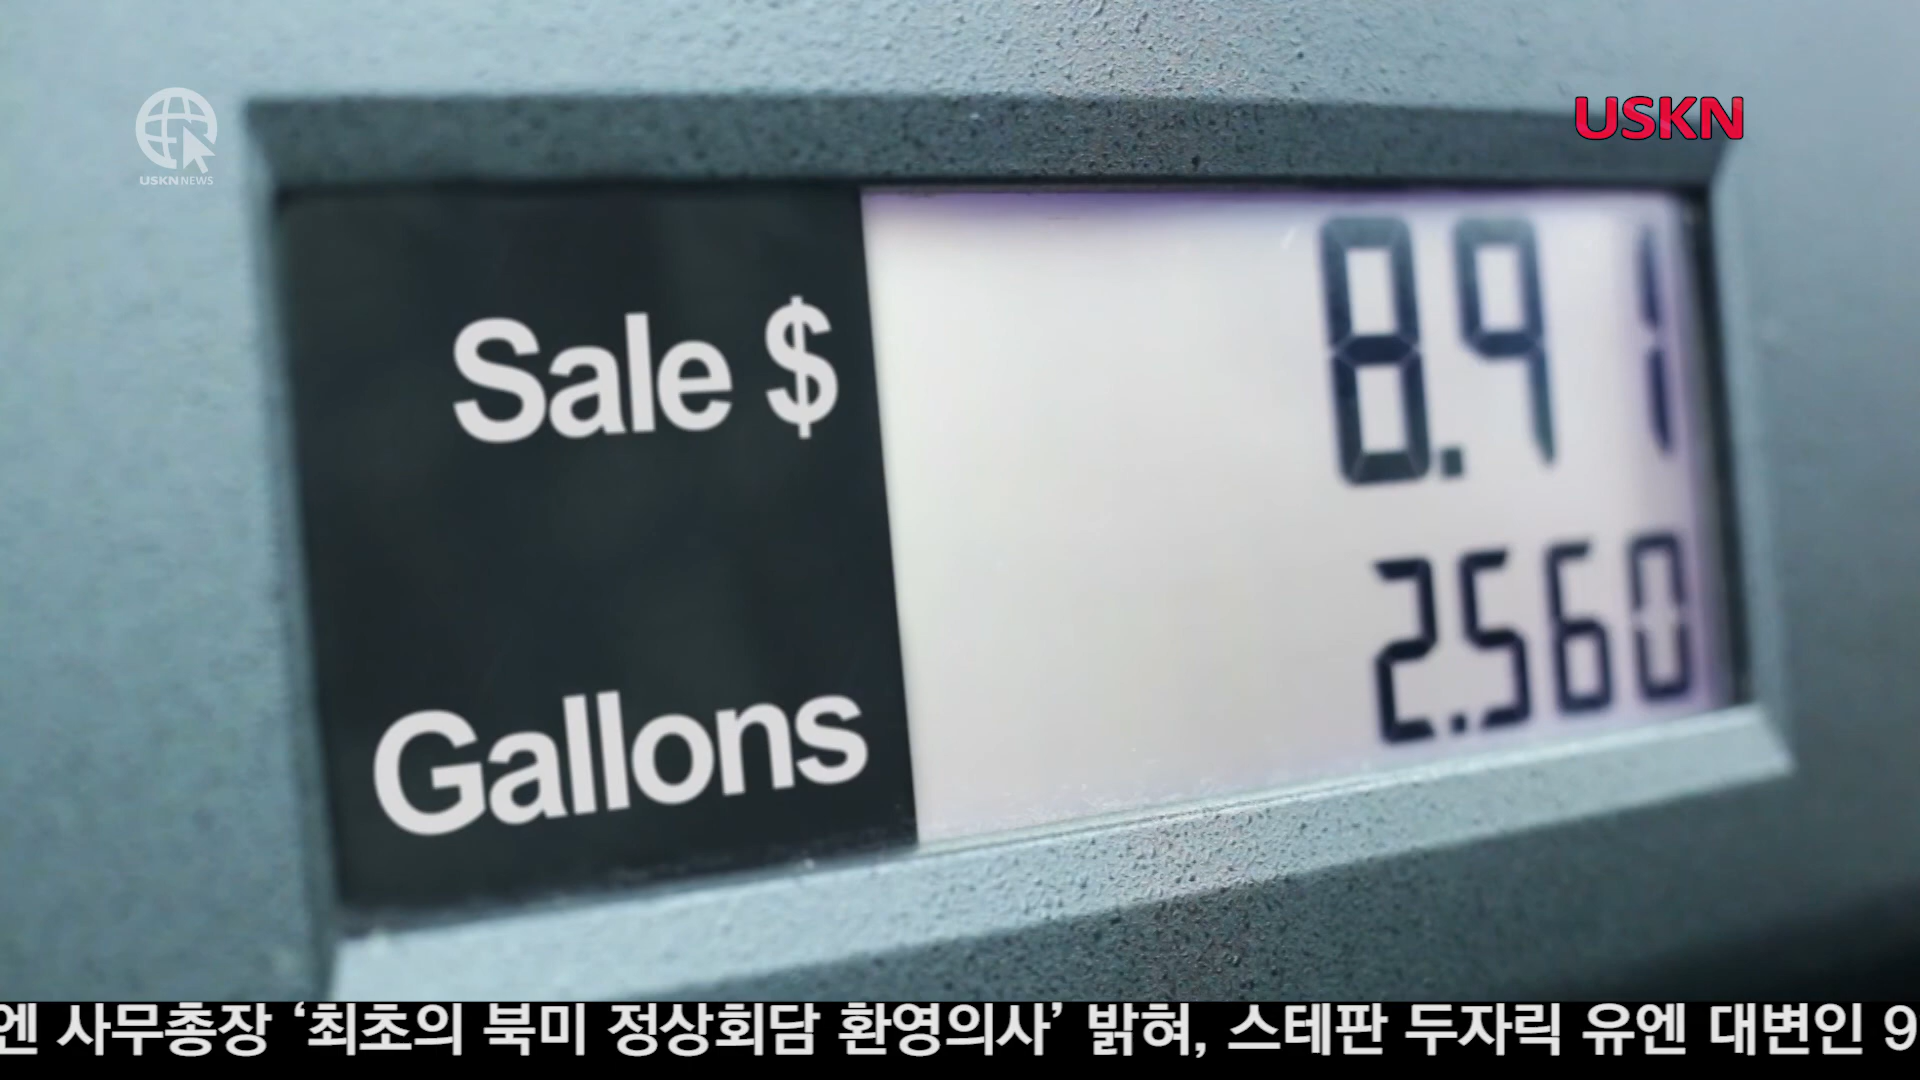 USKN
USKN NEWS
8.91
Sale $
2.560
Gallons
엔 사무총장 ‘최초의 북미 정상회담 환영의사’ 밝혀, 스테판 두자릭 유엔 대변인 9